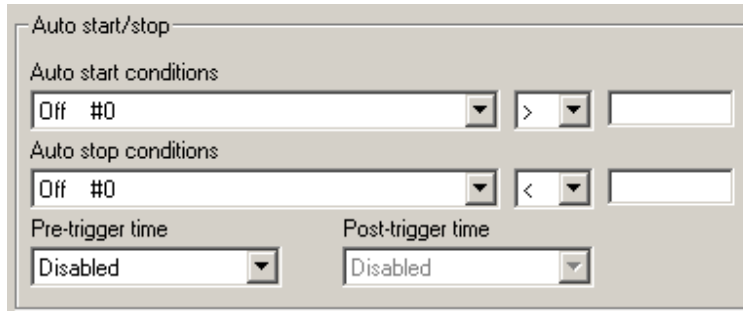 Auto start/stop
Auto start conditions
Off #0 >
Auto stop conditions
Off #0 <
Pre-trigger time Post-trigger time
Disabled Disabled